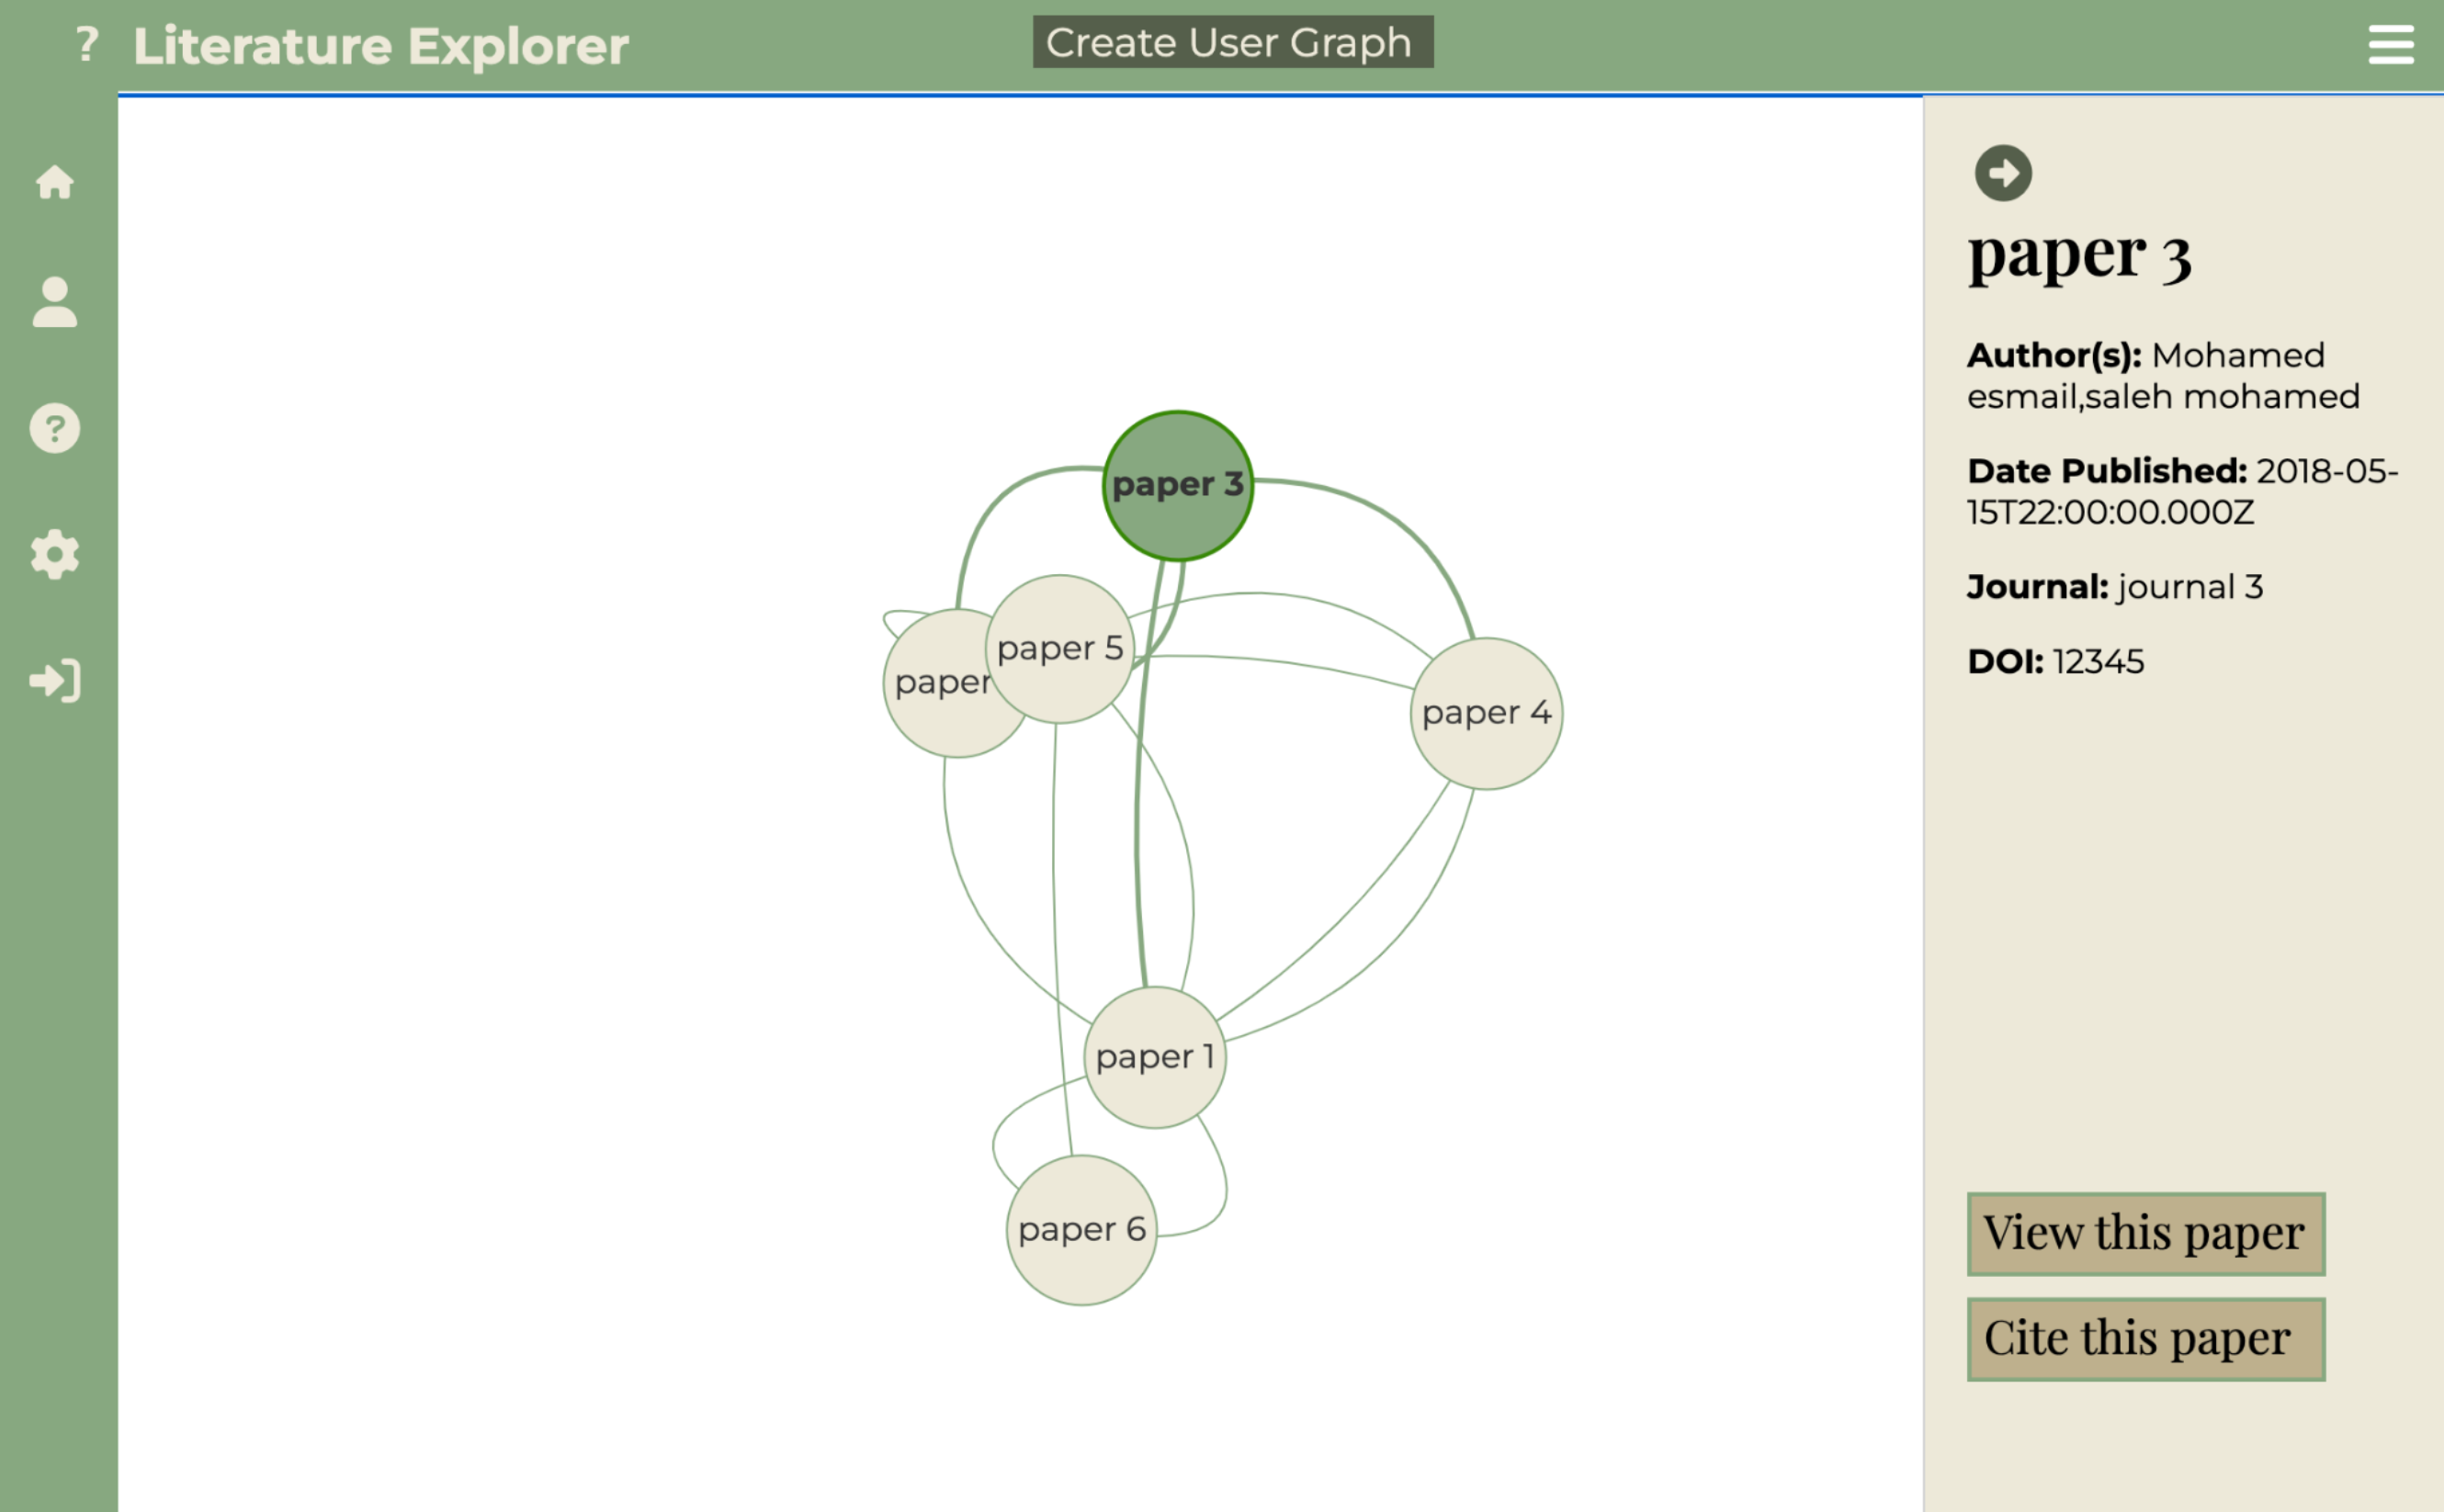 ? Literature Explorer
Create User Graph
paper 3
paper 5
paper
paper 4
paper 1
paper 6
paper 3
Author(s): Mohamed
esmail,saleh mohamed
Date Published: 2018-05-
15T22:00:00.000Z
Journal: journal 3
DOI: 12345
View this paper
Cite this paper
?